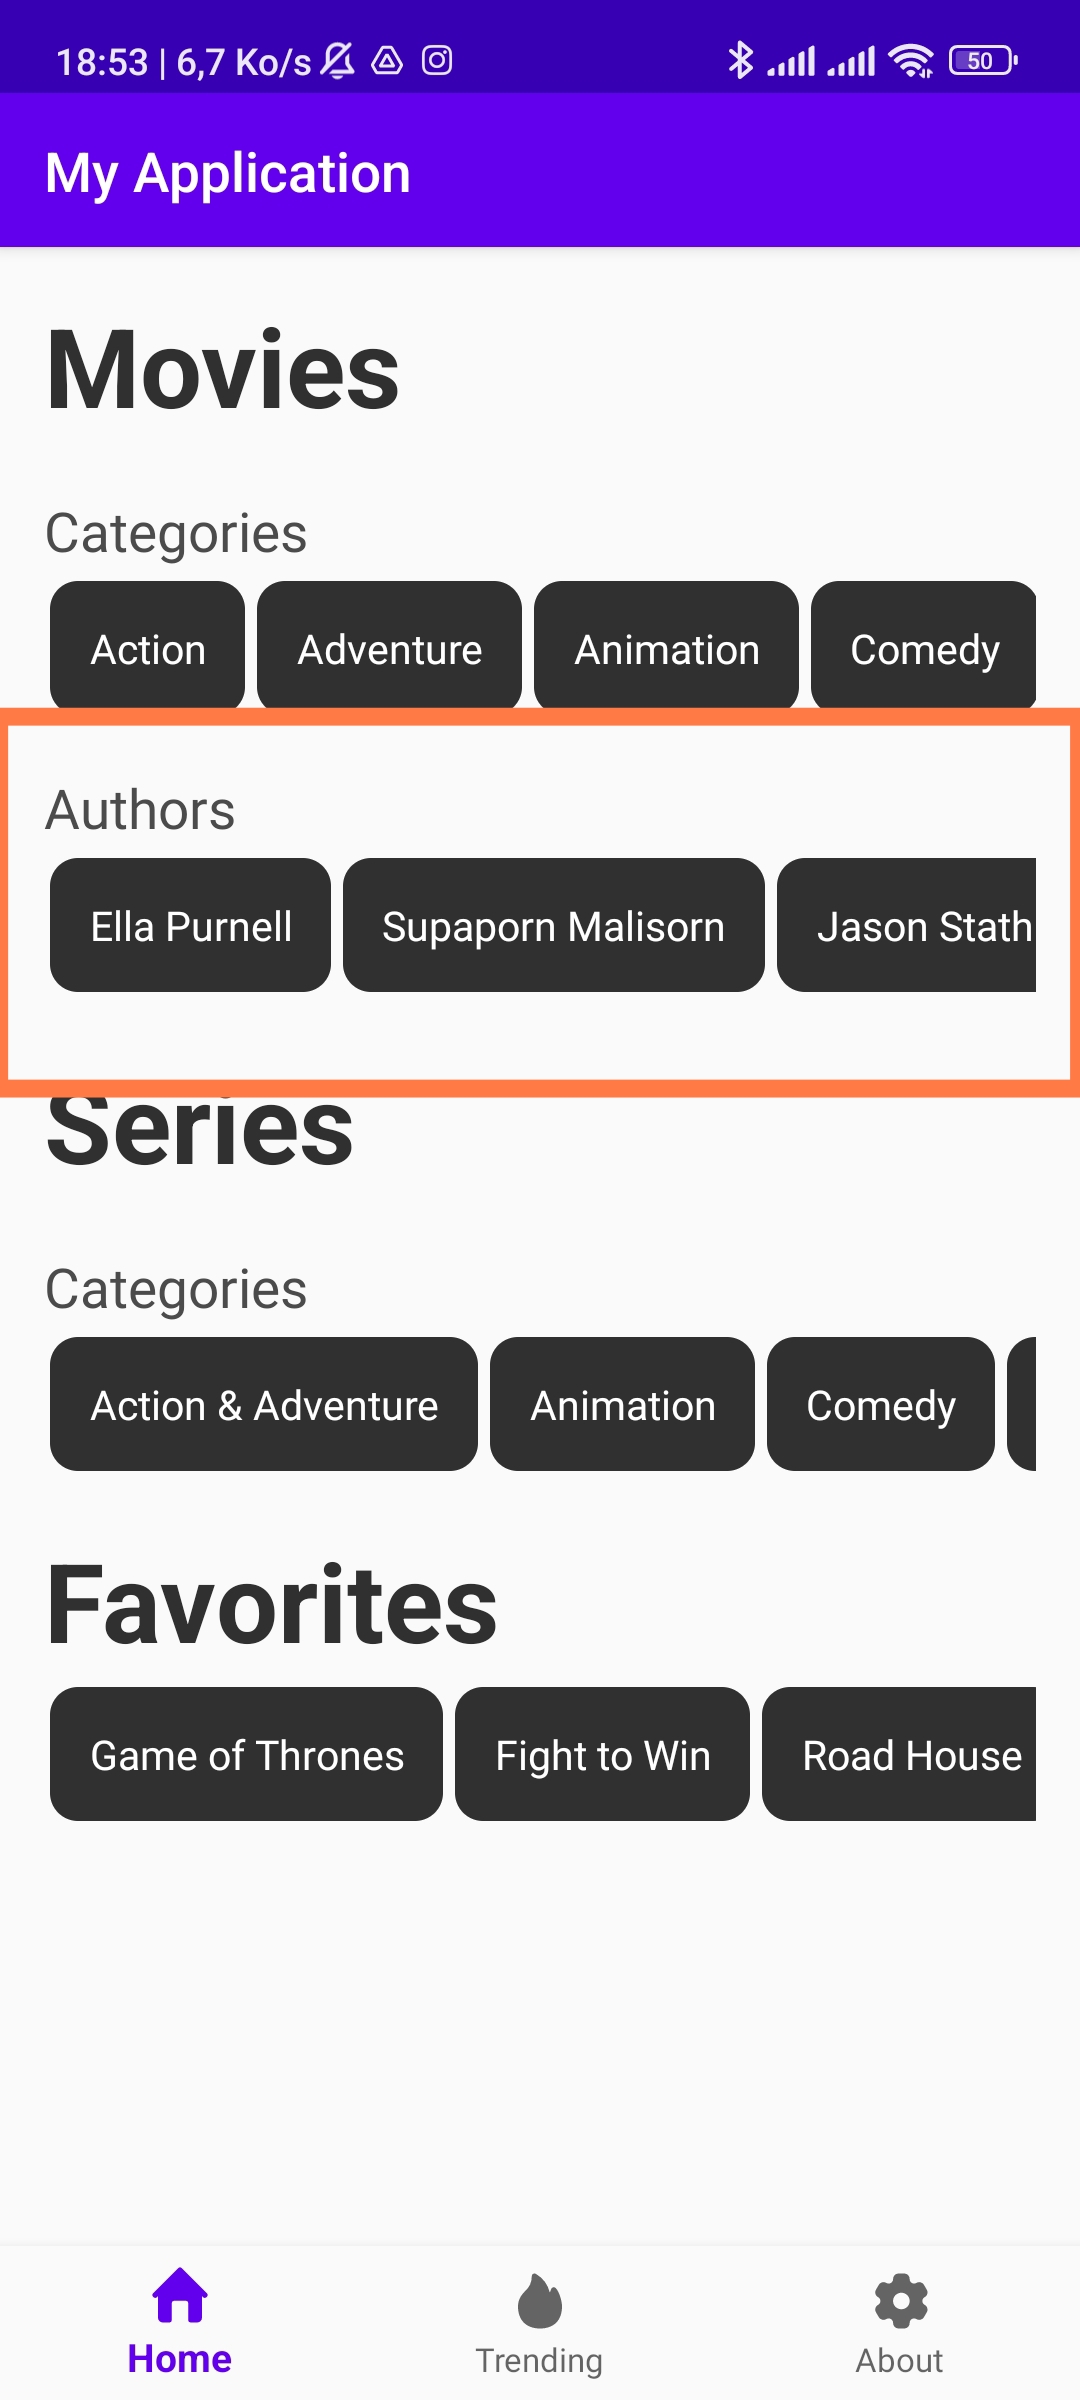 18:53 | 6,7 Ko/s
50
My Application
Movies
Categories
Action Adventure Animation Comedy
Authors
Ella Purnell Supaporn Malisorn Jason Stath
Series
Categories
Action & Adventure Animation Comedy
Favorites
Game of Thrones Fight to Win Road House
Home Trending About